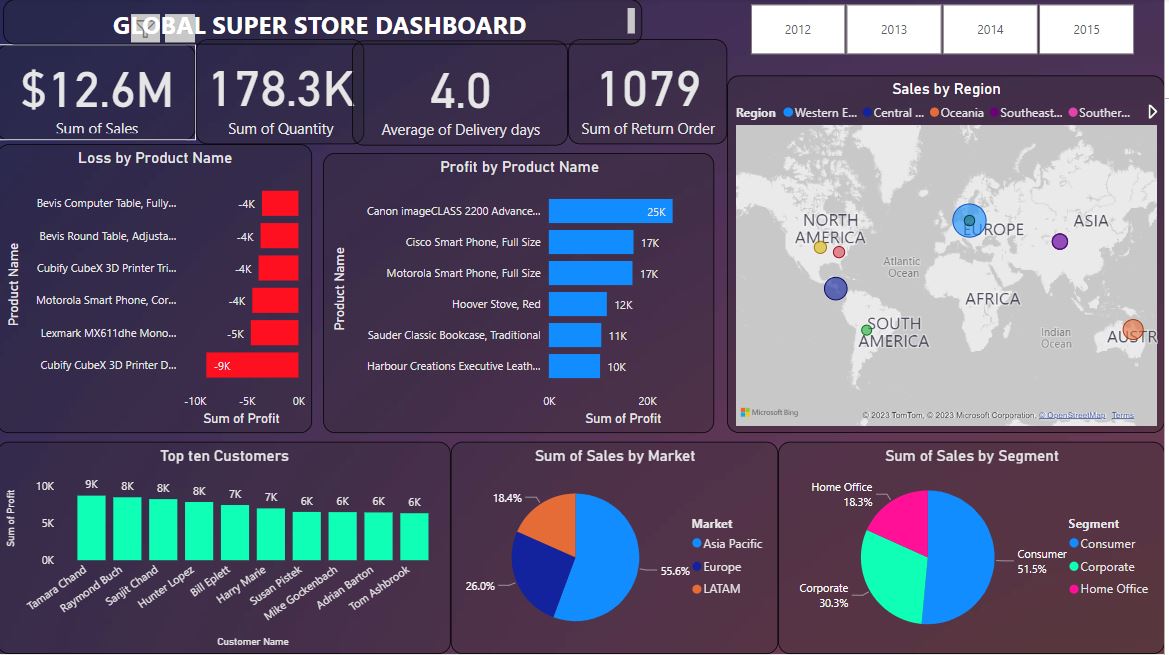 GLOBAL SUPER STORE DASHBOARD
2012
2013
2014
2015
$12.6M
Sum of Sales
178.3K
Sum of Quantity
4.0
Average of Delivery days
1079
Sum of Return Order
Loss by Product Name
Product Name
Bevis Computer Table, Fully...
-4K
Bevis Round Table, Adjusta...
-4K
Cubify CubeX 3D Printer Tri...
-4K
Motorola Smart Phone, Cor...
-4K
Lexmark MX611dhe Mono...
-5K
Cubify CubeX 3D Printer D...
-9K
-10K
-5K
0K
Sum of Profit
Profit by Product Name
Product Name
Canon imageCLASS 2200 Advance...
25K
Cisco Smart Phone, Full Size
17K
Motorola Smart Phone, Full Size
17K
Hoover Stove, Red
12K
Sauder Classic Bookcase, Traditional
11K
Harbour Creations Executive Leath...
10K
0K
20K
Sum of Profit
Sales by Region
Region
Western E...
Central ...
Oceania
Southeast...
Souther...
NORTH
AMERICA
EUROPE
ASIA
Atlantic
Ocean
AFRICA
SOUTH
AMERICA
Indian
Ocean
AUSTR
Microsoft Bing
© 2023 TomTom, © 2023 Microsoft Corporation, © OpenStreetMap Terms
Top ten Customers
Sum of Profit
10K
5K
0K
9K
8K
8K
8K
7K
7K
6K
6K
6K
6K
Tamara Chand
Raymond Buch
Sanjit Chand
Hunter Lopez
Bill Eplett
Harry Marie
Susan Pistek
Mike Gockenbach
Adrian Barton
Tom Ashbrook
Customer Name
Sum of Sales by Market
18.4%
26.0%
55.6%
Market
Asia Pacific
Europe
LATAM
Sum of Sales by Segment
Home Office
18.3%
Corporate
30.3%
Consumer
51.5%
Segment
Consumer
Corporate
Home Office